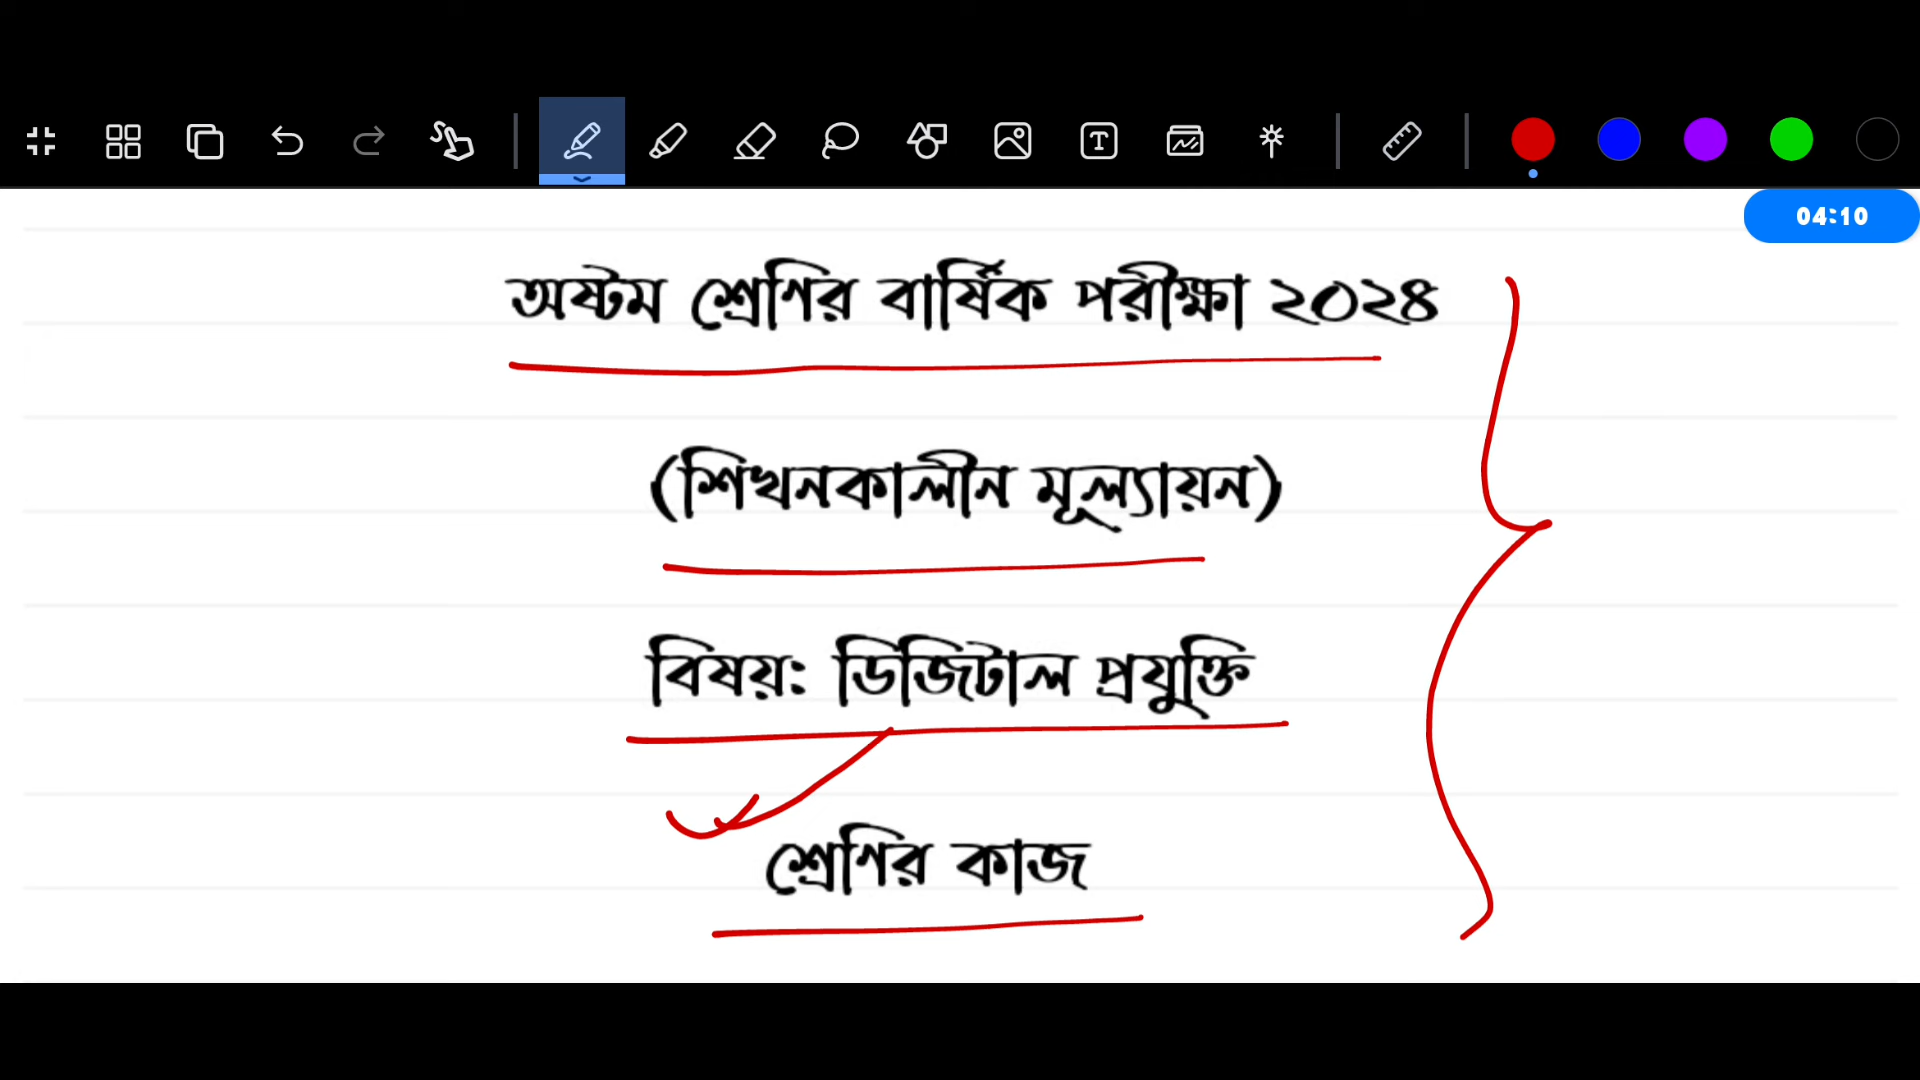 04:10
অষ্টম শ্রেণির বার্ষিক পরীক্ষা ২০২৪
(শিখনকালীন মূল্যায়ন)
বিষয়: ডিজিটাল প্রযুক্তি
শ্রেণির কাজ